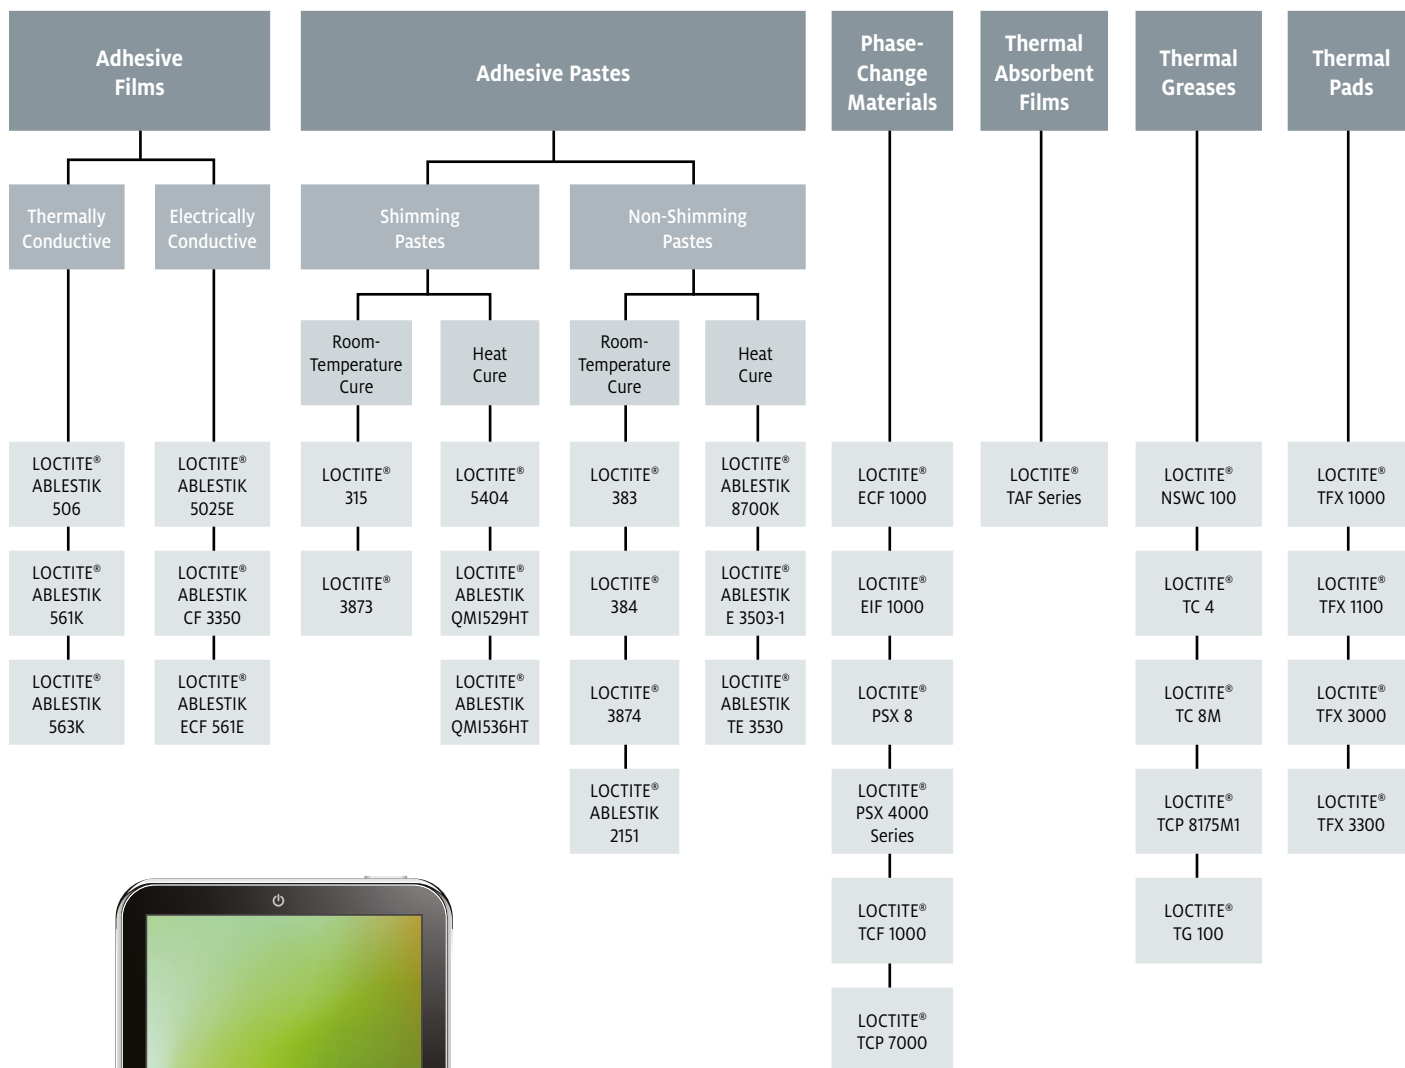 Adhesive
Films
Adhesive Pastes
Phase-
Change
Materials
Thermal
Absorbent
Films
Thermal
Greases
Thermal
Pads
Thermally
Conductive
Electrically
Conductive
Shimming
Pastes
Non-Shimming
Pastes
Room-
Temperature
Cure
Heat
Cure
Room-
Temperature
Cure
Heat
Cure
LOCTITE®
ABLESTIK
506
LOCTITE®
ABLESTIK
561K
LOCTITE®
ABLESTIK
563K
LOCTITE®
ABLESTIK
5025E
LOCTITE®
ABLESTIK
CF 3350
LOCTITE®
ABLESTIK
ECF 561E
LOCTITE®
315
LOCTITE®
3873
LOCTITE®
5404
LOCTITE®
ABLESTIK
QMI529HT
LOCTITE®
ABLESTIK
QMI536HT
LOCTITE®
383
LOCTITE®
384
LOCTITE®
3874
LOCTITE®
ABLESTIK
2151
LOCTITE®
ABLESTIK
8700K
LOCTITE®
ABLESTIK
E 3503-1
LOCTITE®
ABLESTIK
TE 3530
LOCTITE®
ECF 1000
LOCTITE®
EIF 1000
LOCTITE®
PSX 8
LOCTITE®
PSX 4000
Series
LOCTITE®
TCF 1000
LOCTITE®
TCP 7000
LOCTITE®
TAF Series
LOCTITE®
NSWC 100
LOCTITE®
TC 4
LOCTITE®
TC 8M
LOCTITE®
TCP 8175M1
LOCTITE®
TG 100
LOCTITE®
TFX 1000
LOCTITE®
TFX 1100
LOCTITE®
TFX 3000
LOCTITE®
TFX 3300